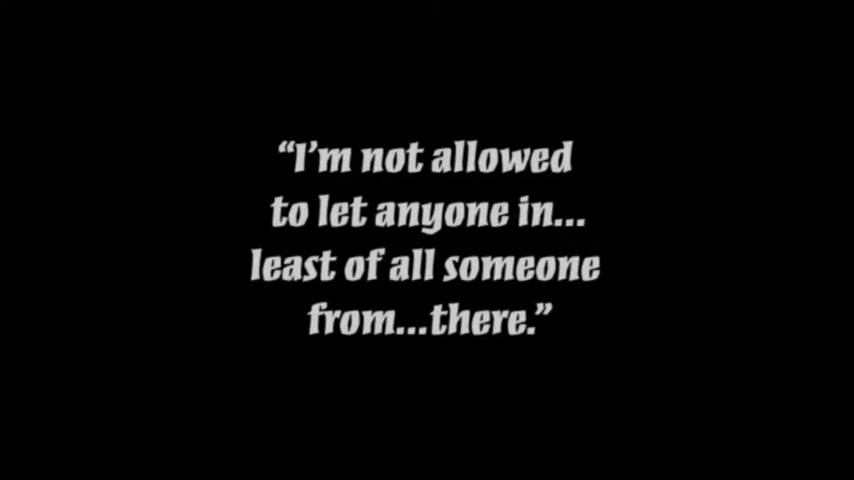 “I’m not allowed
to let anyone in...
least of all someone
from...there.”